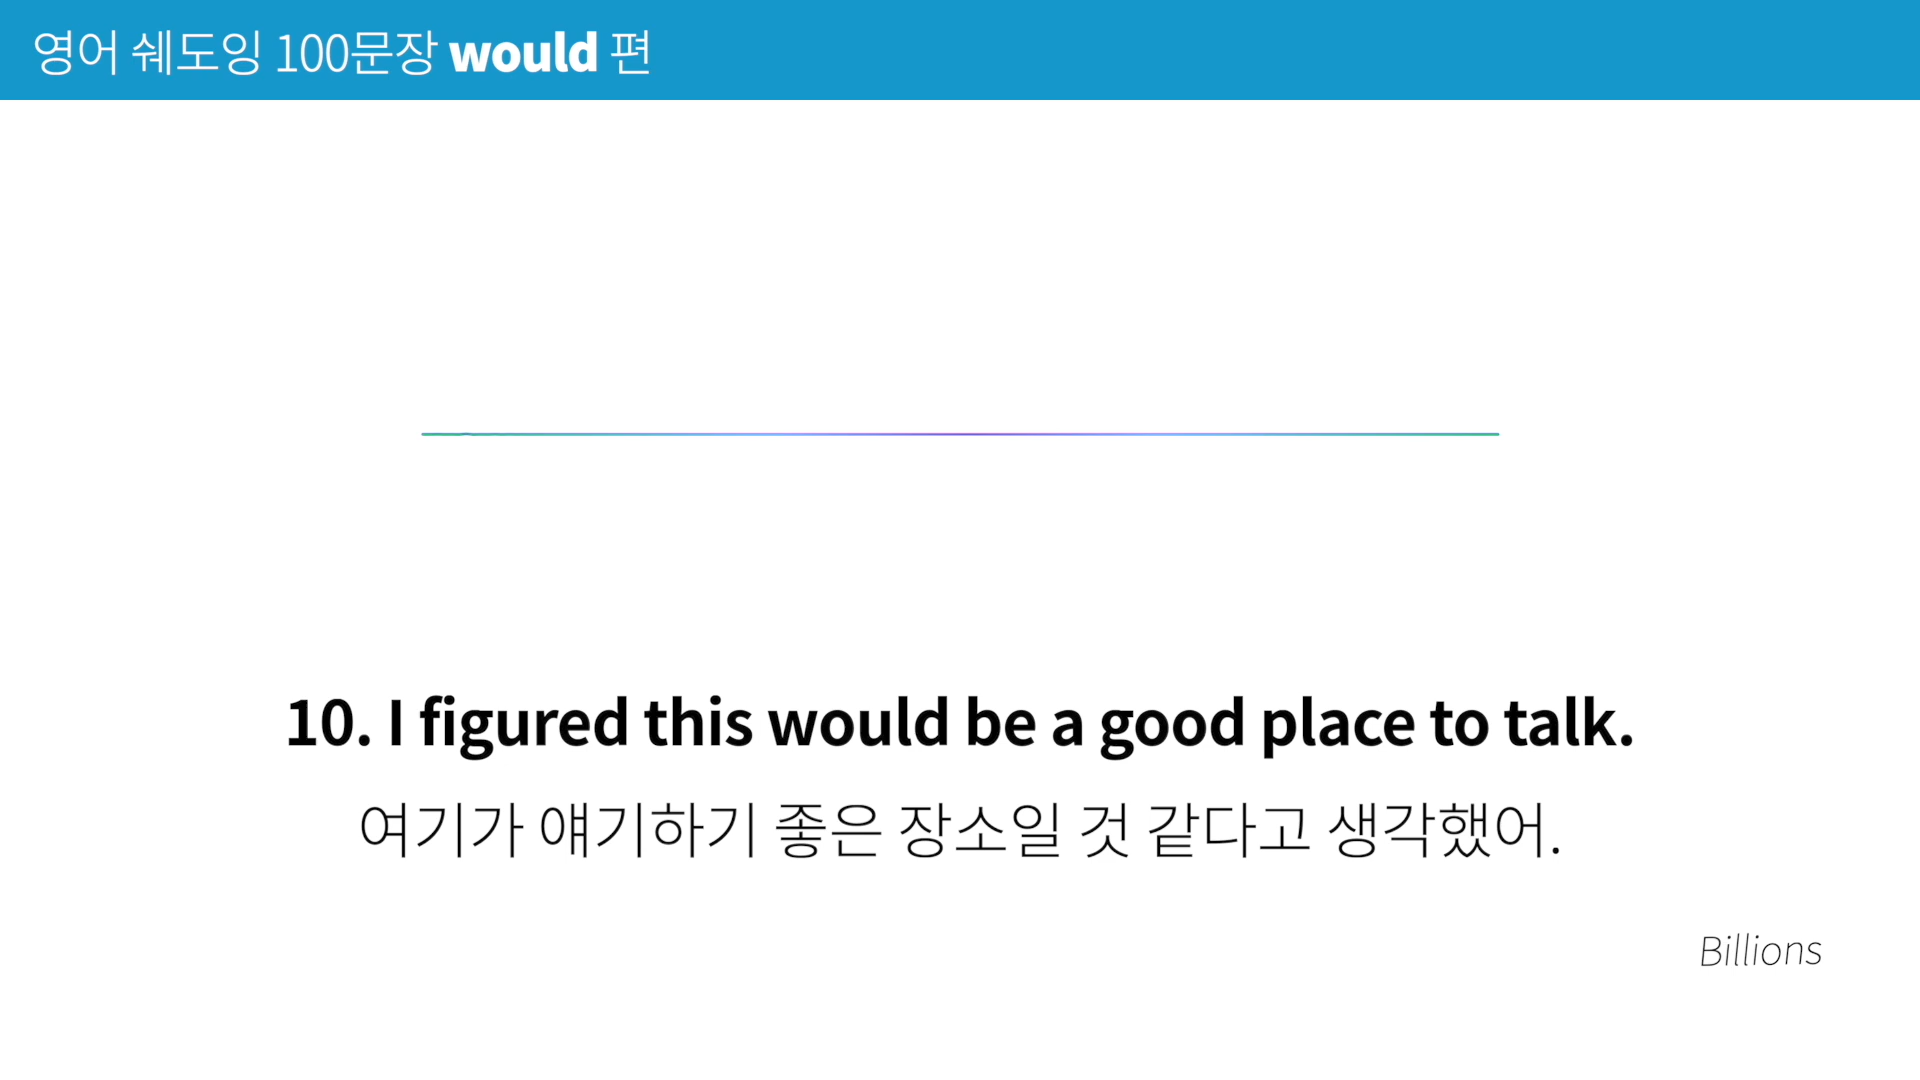 영어 쉐도잉 100문장 would 편
10. I figured this would be a good place to talk.
여기가 얘기하기 좋은 장소일 것 같다고 생각했어.
Billions